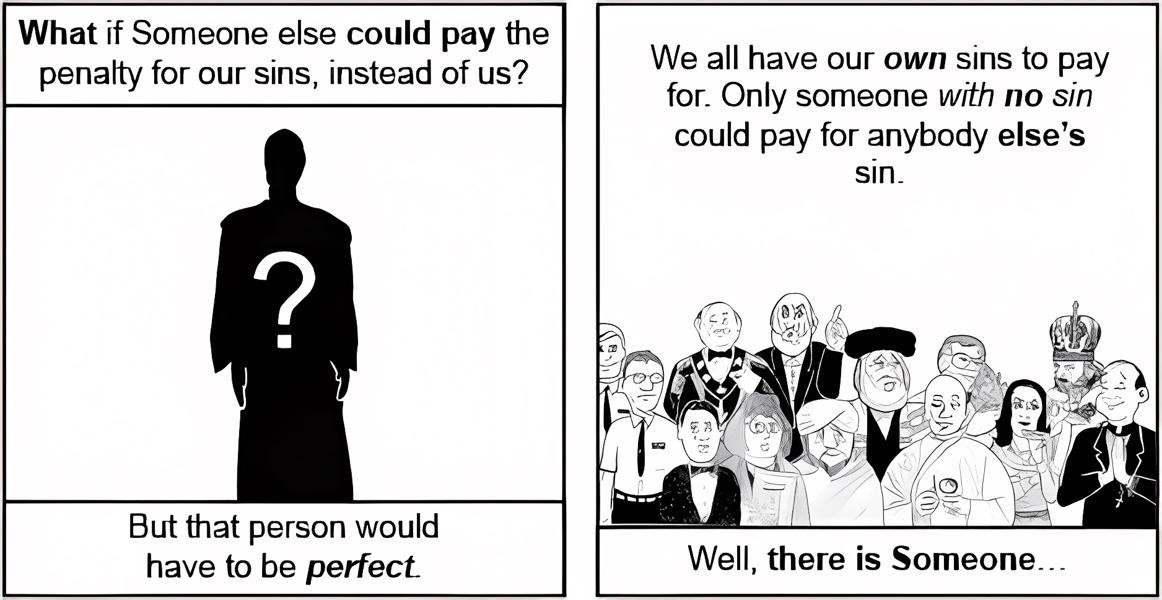 What if Someone else could pay the
penalty for our sins, instead of us?
?
But that person would
have to be perfect.
We all have our own sins to pay
for. Only someone with no sin
could pay for anybody else's
sin.
Well, there is Someone...